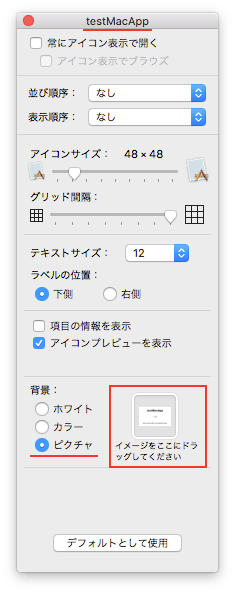 testMacApp
常にアイコン表示で開く
アイコン表示でブラウズ
並び順序： なし
表示順序： なし
アイコンサイズ： 48×48
グリッド間隔：
テキストサイズ： 12
ラベルの位置：
下側 右側
項目の情報を表示
アイコンプレビューを表示
背景：
ホワイト
カラー
ピクチャ
イメージをここにドラ
ッグしてください
デフォルトとして使用